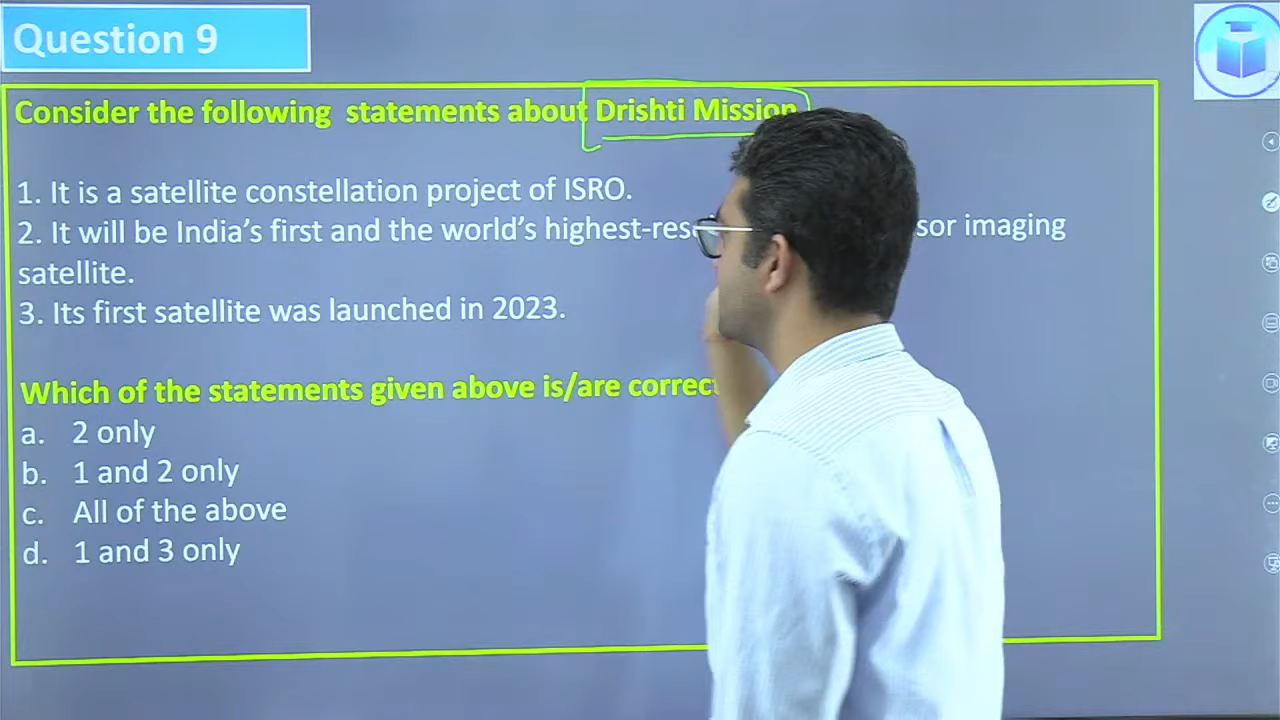 Question 9
Consider the following statements about Drishti Mission
1. It is a satellite constellation project of ISRO.
2. It will be India's first and the world's highest-res sor imaging
satellite.
3. Its first satellite was launched in 2023.
Which of the statements given above is/are correct
a. 2 only
b. 1 and 2 only
c. All of the above
d. 1 and 3 only